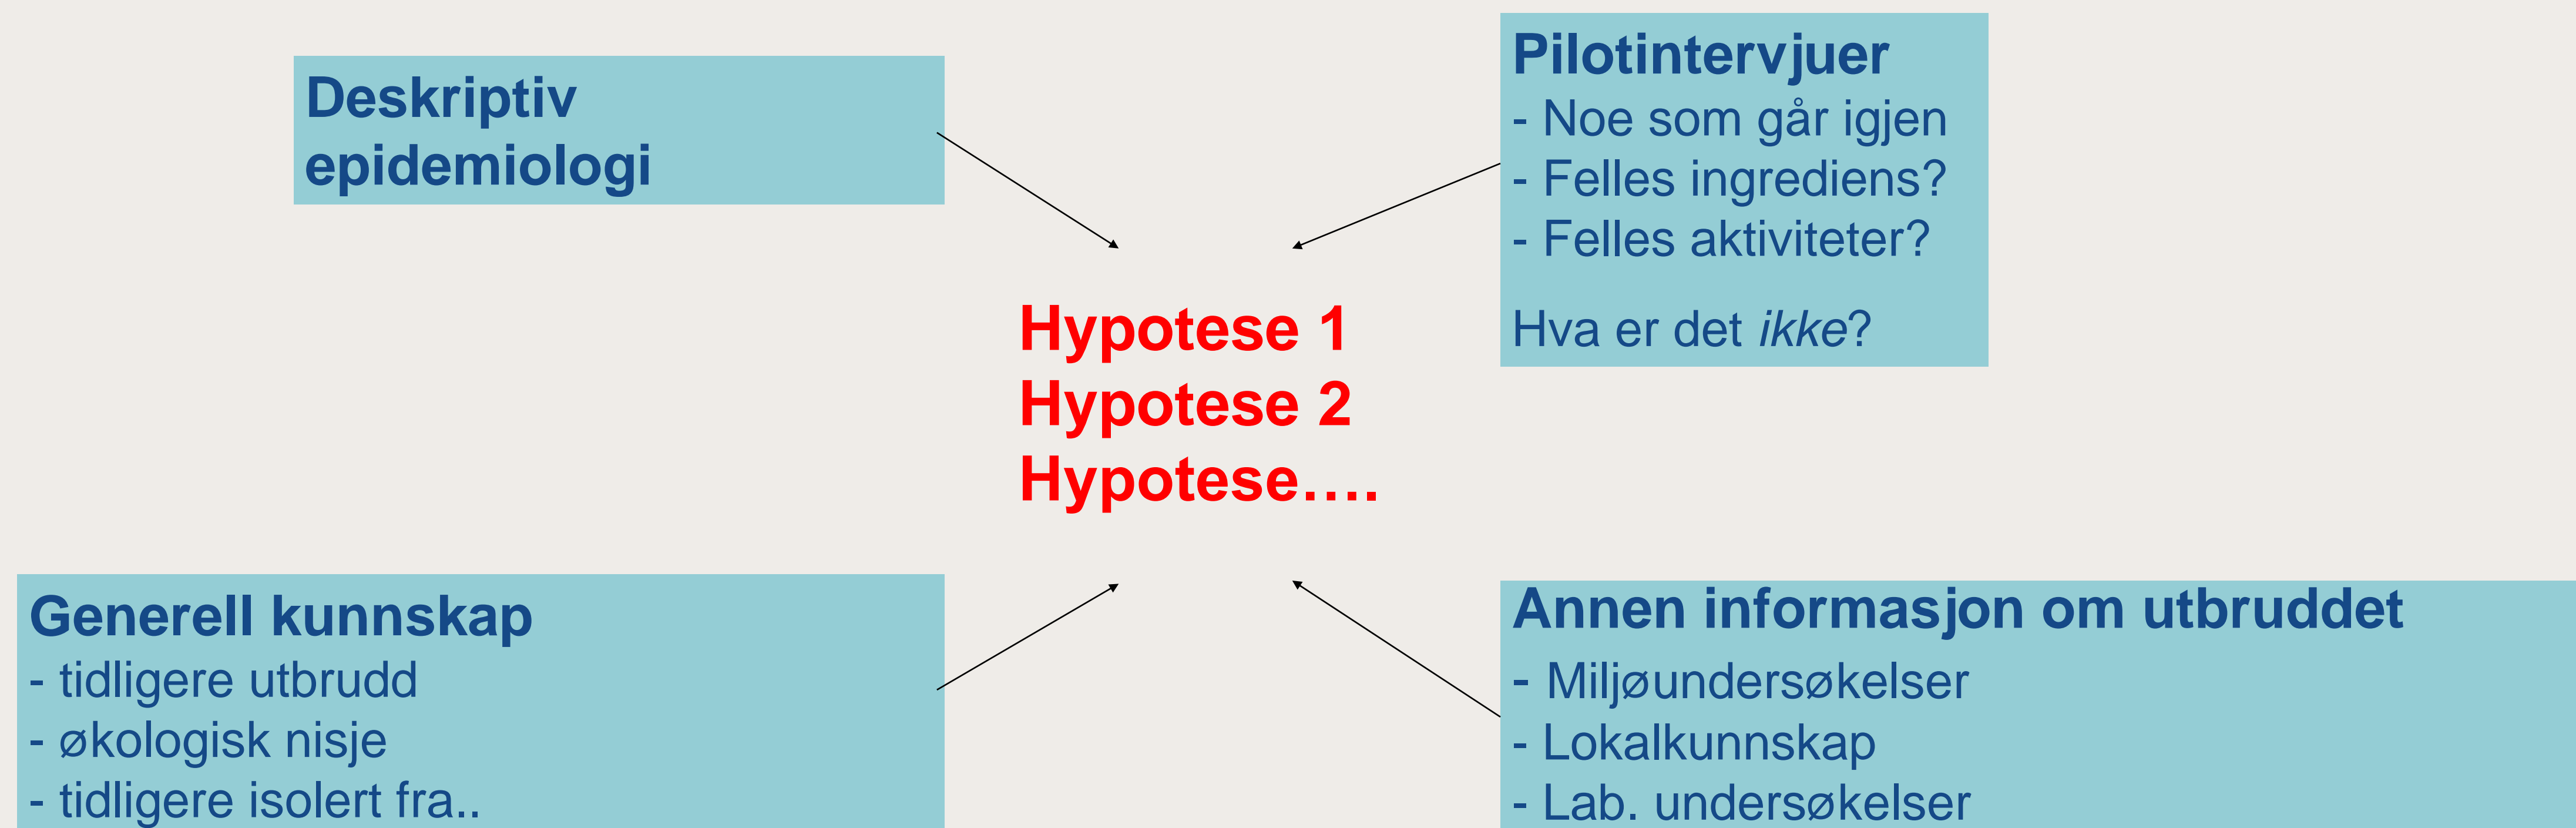 Deskriptiv
epidemiologi
Pilotintervjuer
- Noe som går igjen
- Felles ingrediens?
- Felles aktiviteter?
Hva er det ikke?
Hypotese 1
Hypotese 2
Hypotese….
Generell kunnskap
- tidligere utbrudd
- økologisk nisje
- tidligere isolert fra..
Annen informasjon om utbruddet
- Miljøundersøkelser
- Lokalkunnskap
- Lab. undersøkelser